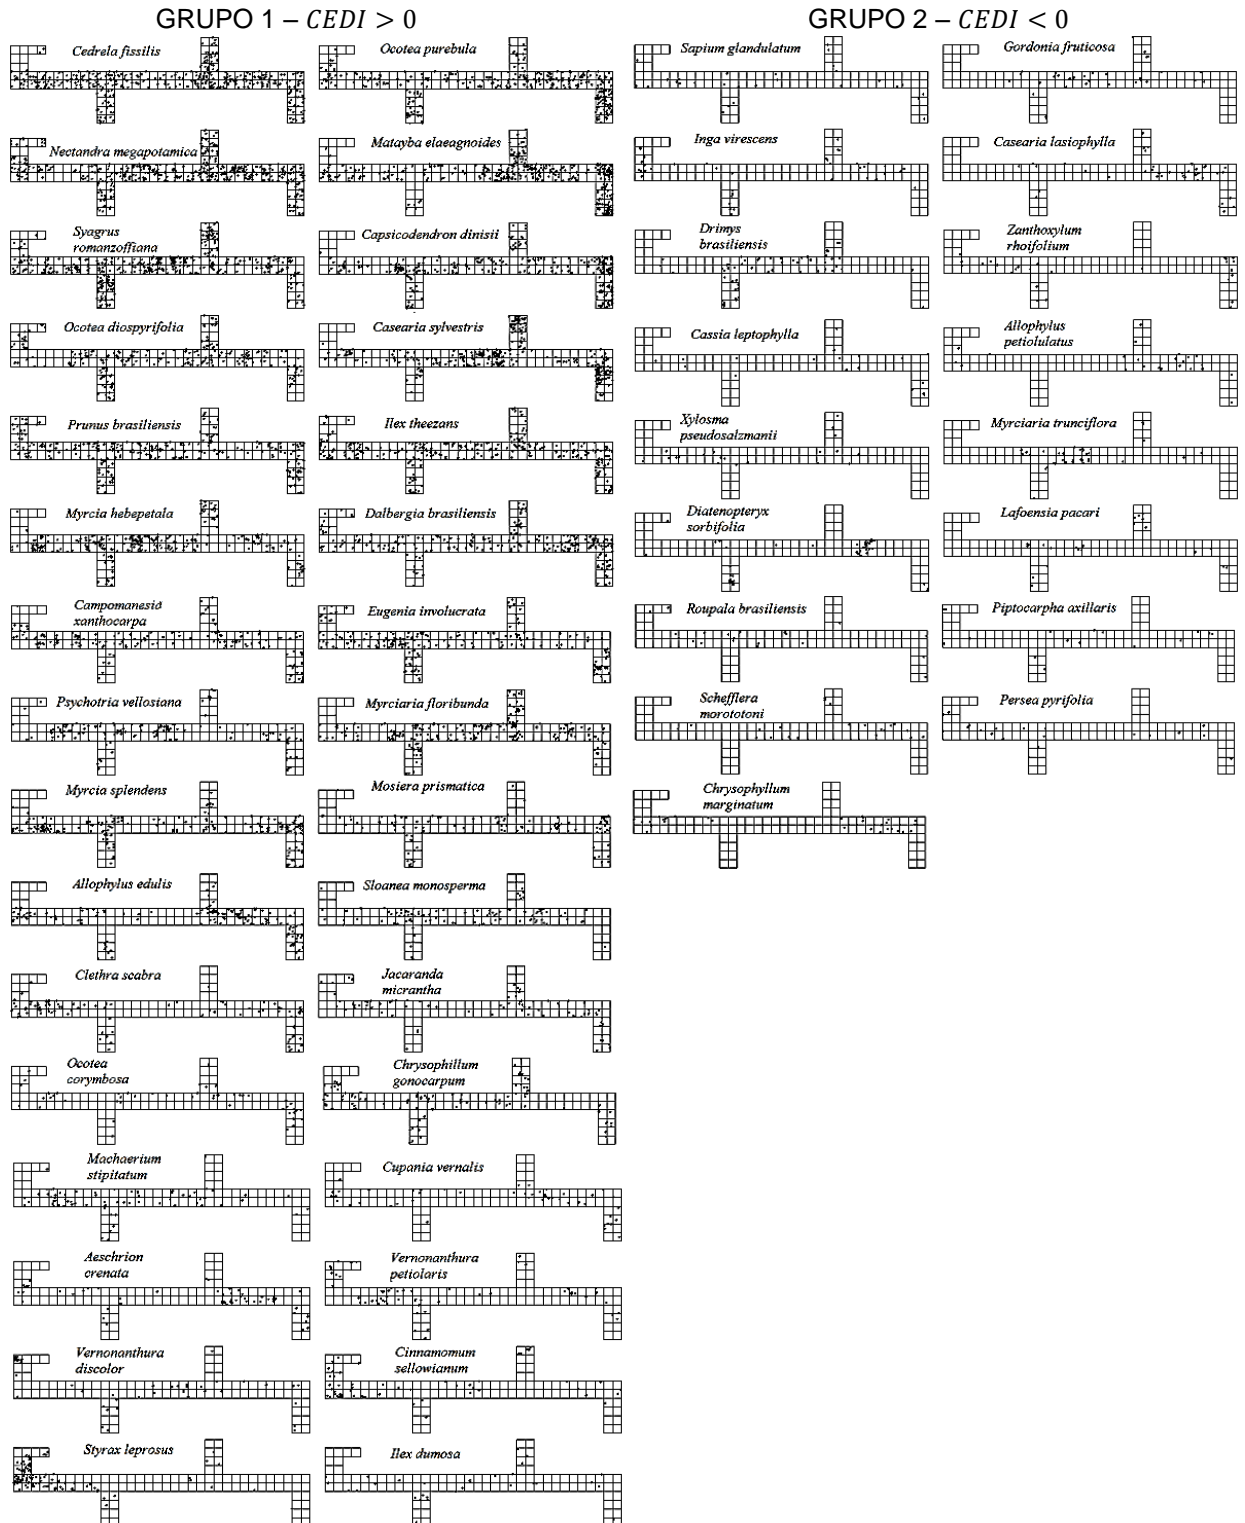 GRUPO 1 – CEDI > 0
Cedrela fissilis
Ocotea purebula
Nectandra megapotamica
Matayba elaeagnoides
Syagrus
romanzoffiana
Capsicodendron dinisii
Ocotea diospyrifolia
Casearia sylvestris
Prunus brasiliensis
Ilex theezans
Myrcia hebepetala
Dalbergia brasiliensis
Campomanesia
xanthocarpa
Eugenia involucrata
Psychotria vellosiana
Myrciaria floribunda
Myrcia splendens
Mosiera prismatica
Allophylus edulis
Sloanea monosperma
Clethra scabra
Jacaranda
micrantha
Ocotea
corymbosa
Chrysophillum
gonocarpum
Machaerium
stipitatum
Cupania vernalis
Aeschrion
crenata
Vernonanthura
petiolaris
Vernonanthura
discolor
Cinnamomum
sellowianum
Styrax leprosus
Ilex dumosa
GRUPO 2 – CEDI < 0
Sapium glandulatum
Gordonia fruticosa
Inga virescens
Casearia lasiophylla
Drimys
brasiliensis
Zanthoxylum
rhoifolium
Cassia leptophylla
Allophylus
petiolulatus
Xylosma
pseudosalzmanii
Myrciaria trunciflora
Diatenopteryx
sorbifolia
Lafoensia pacari
Roupala brasiliensis
Piptocarpha axillaris
Schefflera
morototoni
Persea pyrifolia
Chrysophyllum
marginatum